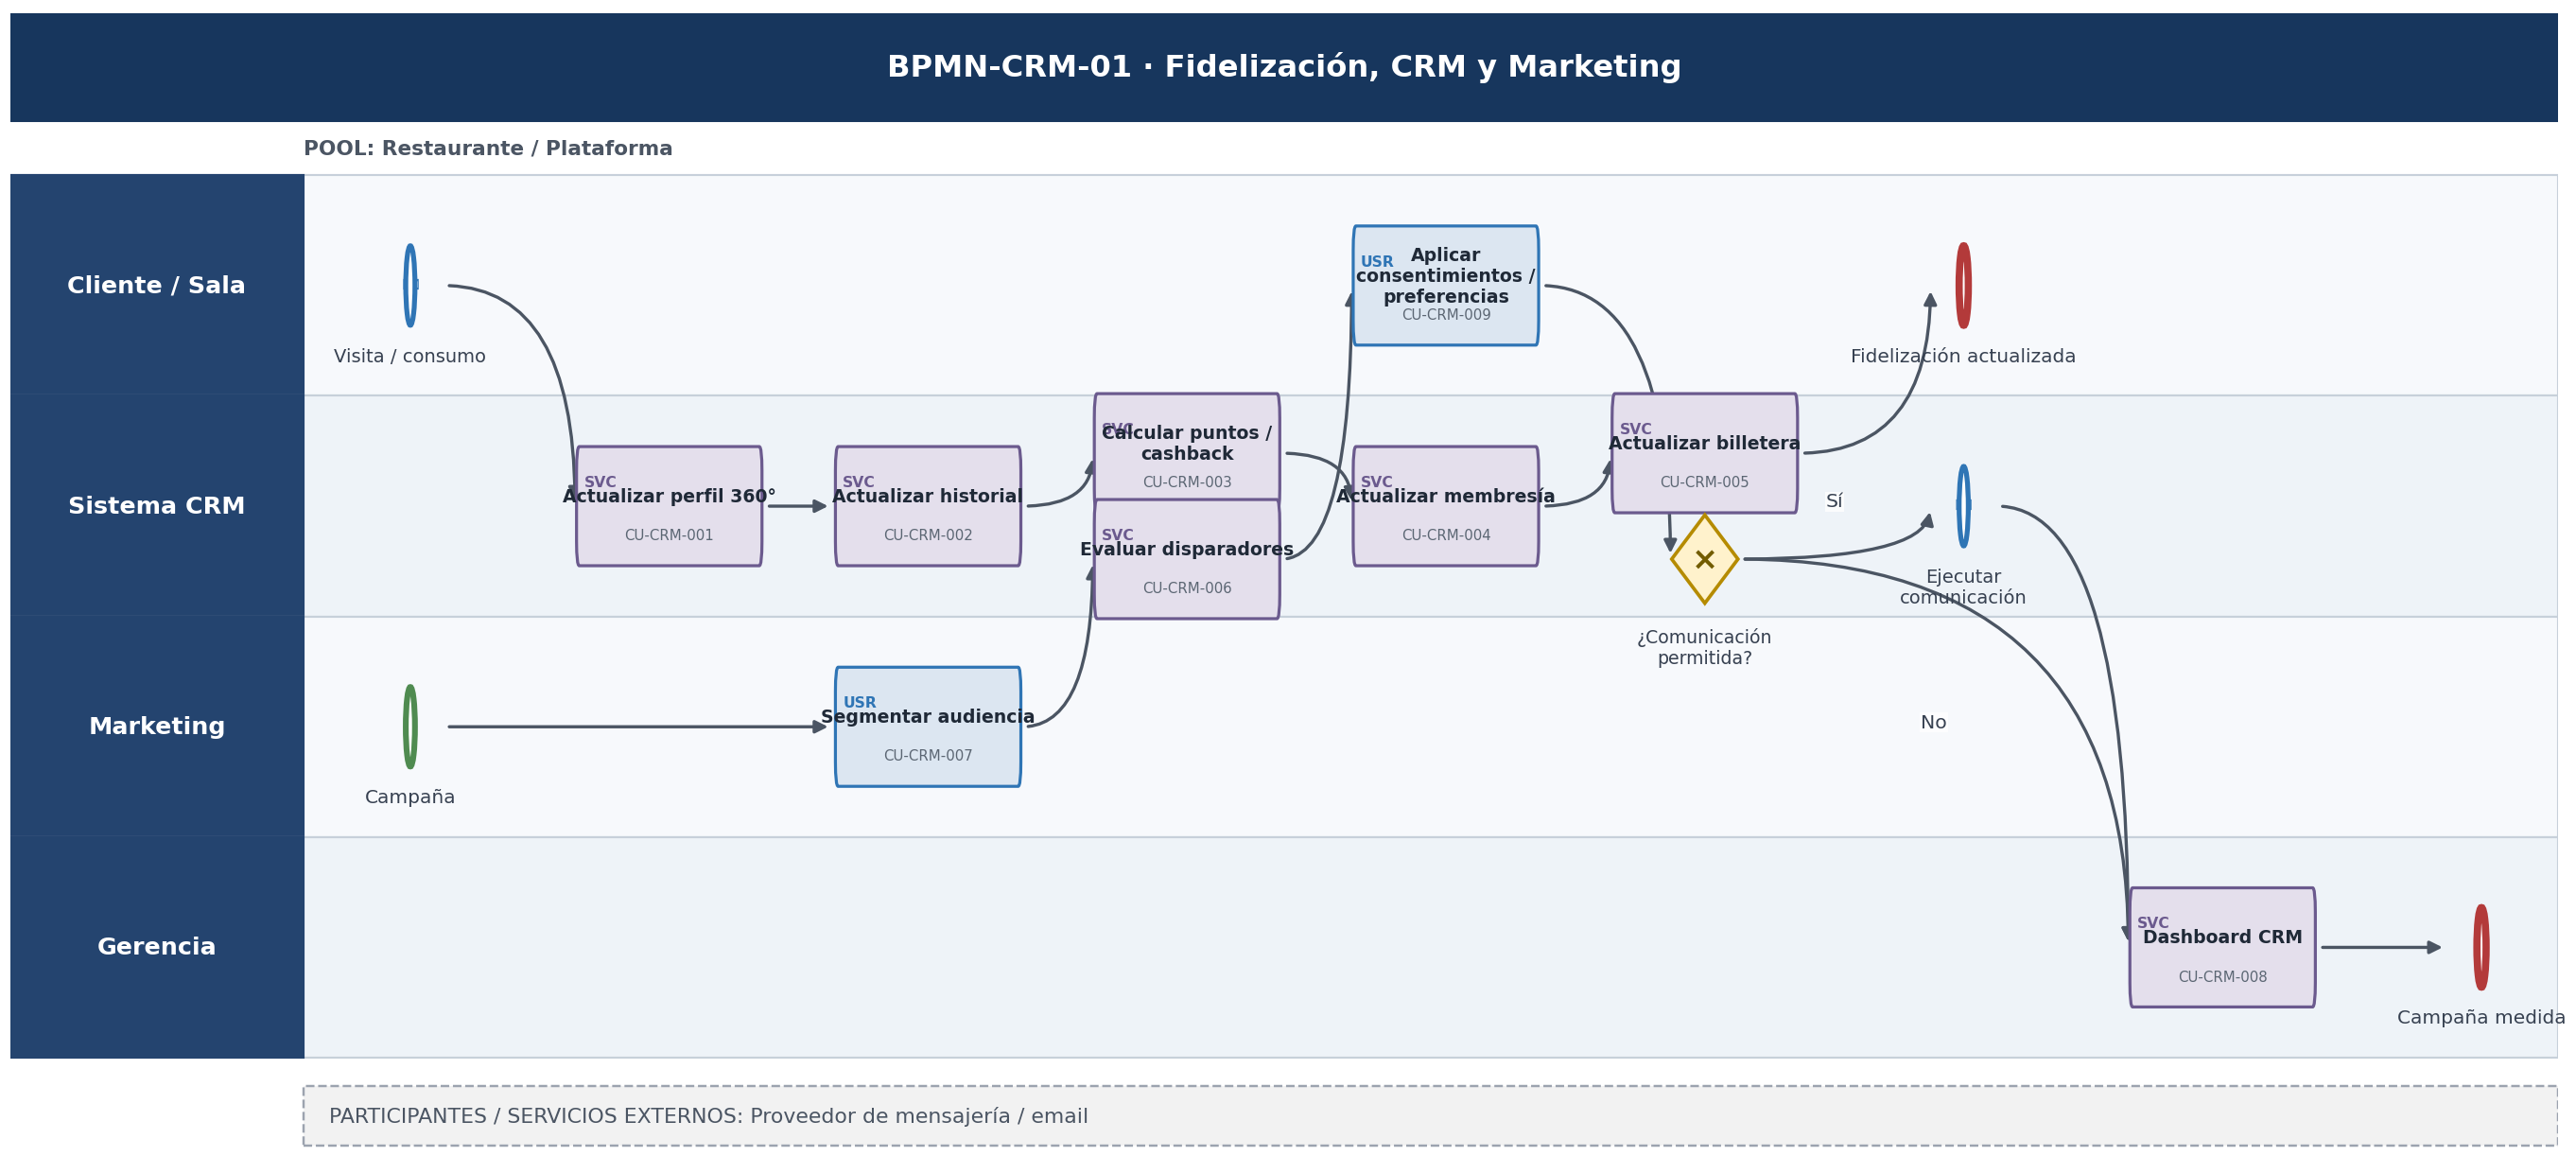 BPMN-CRM-01 · Fidelización, CRM y Marketing
POOL: Restaurante / Plataforma
Cliente / Sala
Visita / consumo
USR
Aplicar
consentimientos /
preferencias
CU-CRM-009
Fidelización actualizada
Sistema CRM
SVC
Actualizar perfil 360°
CU-CRM-001
SVC
Actualizar historial
CU-CRM-002
SVC
Calcular puntos /
cashback
CU-CRM-003
SVC
Evaluar disparadores
CU-CRM-006
SVC
Actualizar membresía
CU-CRM-004
SVC
Actualizar billetera
CU-CRM-005
Sí
Ejecutar
comunicación
¿Comunicación
permitida?
Marketing
Campaña
USR
Segmentar audiencia
CU-CRM-007
No
Gerencia
SVC
Dashboard CRM
CU-CRM-008
Campaña medida
PARTICIPANTES / SERVICIOS EXTERNOS: Proveedor de mensajería / email